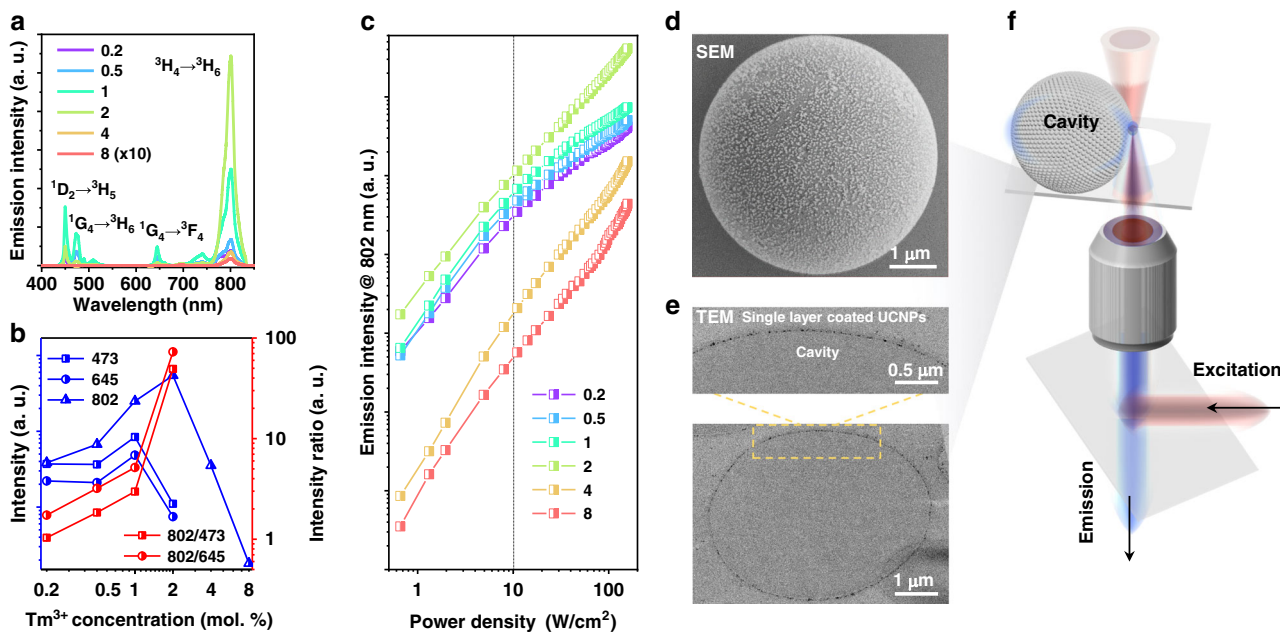 a
Emission intensity (a. u.)
0.2
0.5
1
2
4
8 (x10)
³H₄→³H₆
¹D₂→³H₅
¹G₄→³H₆
¹G₄→³F₄
400 500 600 700 800
Wavelength (nm)
b
Intensity (a. u.)
473
645
802
802/473
802/645
100
10
1
Intensity ratio (a. u.)
0.2 0.5 1 2 4 8
Tm³⁺ concentration (mol. %)
c
Emission intensity@ 802 nm (a. u.)
0.2
0.5
1
2
4
8
1 10 100
Power density (W/cm²)
d
SEM
1 μm
e
TEM Single layer coated UCNPs
Cavity
0.5 μm
1 μm
f
Cavity
Excitation
Emission